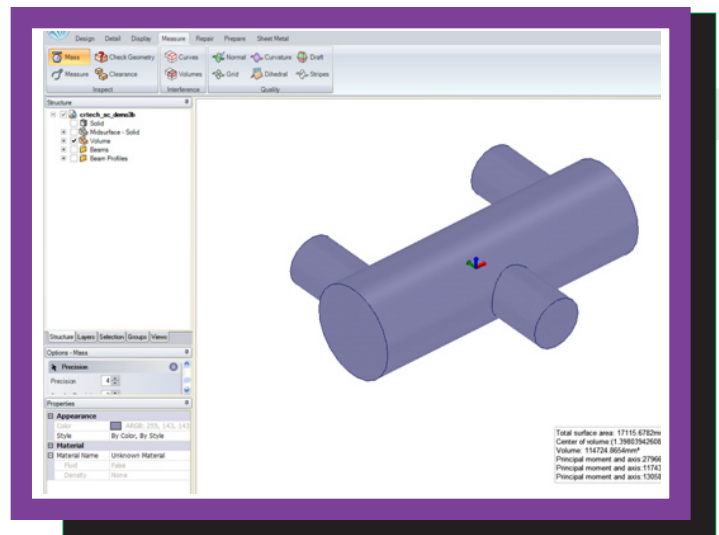 Design Detail Display Measure Repair Prepare Sheet Metal
Mass Check Geometry Curves Normal Curvature Draft
Measure Clearance Volumes Grid Dihedral Stripes
Inspect Interference Quality
Structure
crtech_sc_demo3b
Solid
Midsurface - Solid
Volume
Beams
Beam Profiles
Structure Layers Selection Groups Views
Options - Mass
Precision
Precision 4
Properties
Appearance
Color ARGB: 255, 143, 143,
Style By Color, By Style
Material
Material Name Unknown Material
Fluid False
Density None
Total surface area: 17115.6782m
Center of volume:(1.39803942608
Volume: 114724.8654mm³
Principal moment and axis:27966
Principal moment and axis:11743
Principal moment and axis:13058